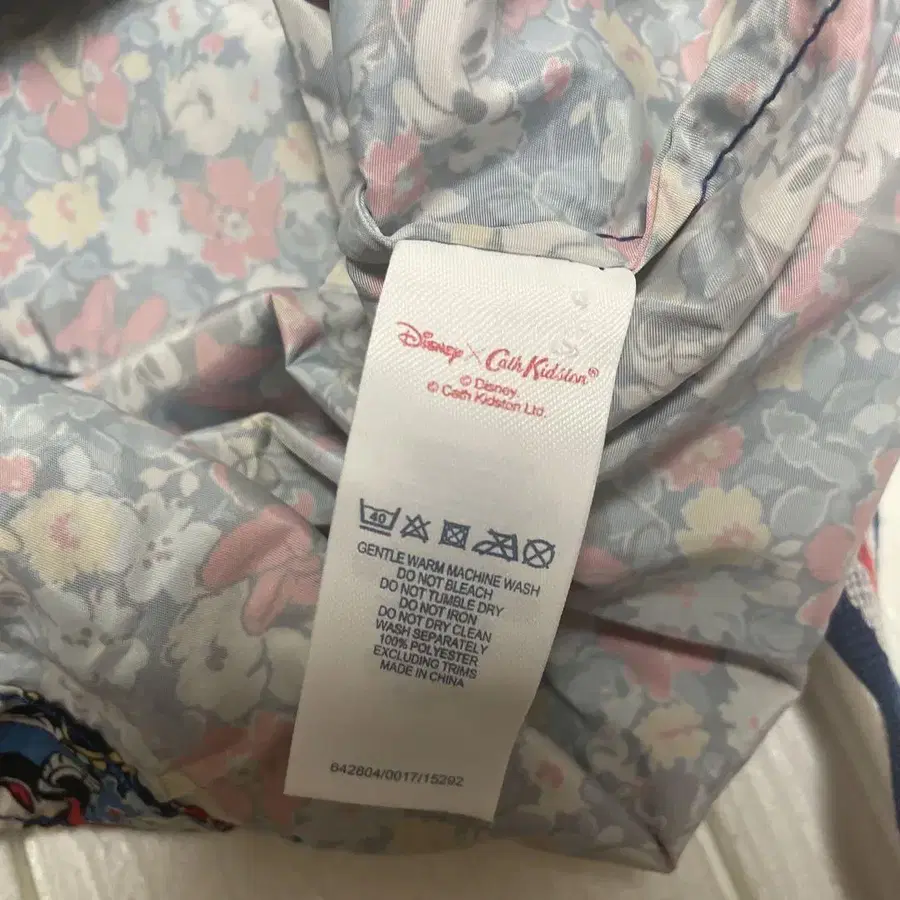 Disney × Cath Kidston®
© Disney
© Cath Kidston Ltd.
40
GENTLE WARM MACHINE WASH
DO NOT BLEACH
DO NOT TUMBLE DRY
DO NOT IRON
DO NOT DRY CLEAN
WASH SEPARATELY
100% POLYESTER
EXCLUDING TRIMS
MADE IN CHINA
642804/0017/15292